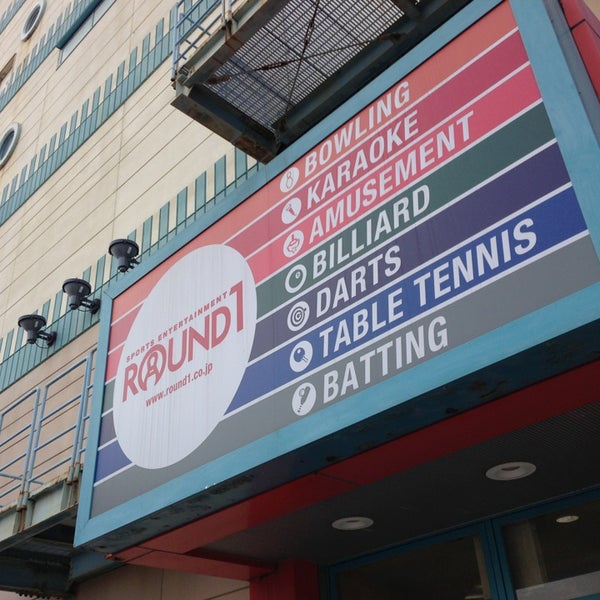 SPORTS ENTERTAINMENT
ROUND1
www.round1.co.jp
BOWLING
KARAOKE
AMUSEMENT
BILLIARD
DARTS
TABLE TENNIS
BATTING